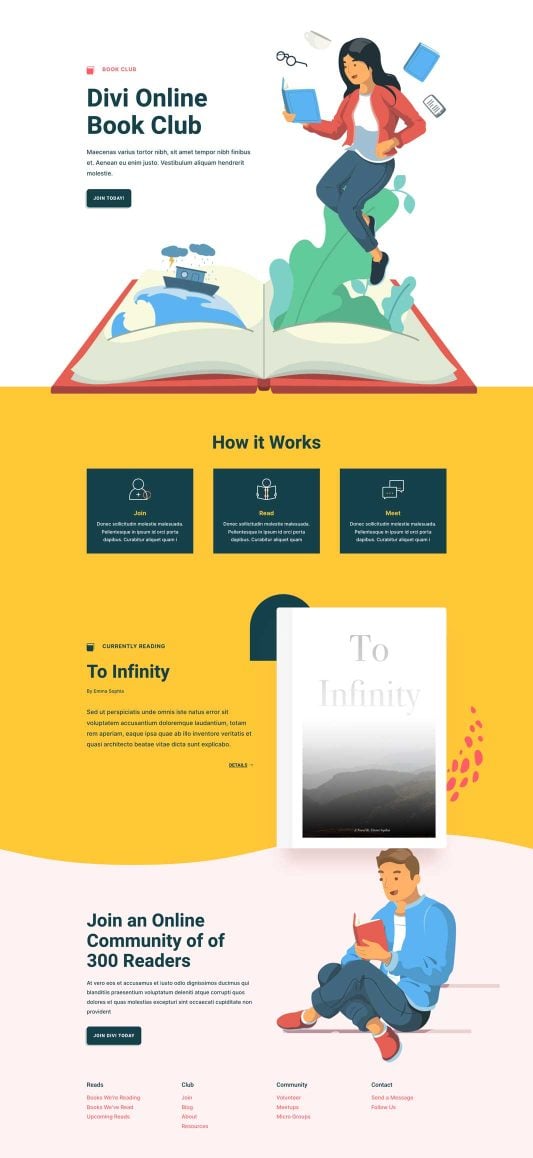 BOOK CLUB
Divi Online
Book Club
Maecenas varius tortor nibh, sit amet tempor nibh finibus
et. Aenean eu enim justo. Vestibulum aliquam hendrerit
molestie.
JOIN TODAY!
How it Works
Join
Donec sollicitudin molestie malesuada.
Pellentesque in ipsum id orci porta
dapibus. Curabitur aliquet quam i
Read
Donec sollicitudin molestie malesuada.
Pellentesque in ipsum id orci porta
dapibus. Curabitur aliquet quam
Meet
Donec sollicitudin molestie malesuada.
Pellentesque in ipsum id orci porta
dapibus. Curabitur aliquet quam i
CURRENTLY READING
To Infinity
By Emma Sophia
Sed ut perspiciatis unde omnis iste natus error sit
voluptatem accusantium doloremque laudantium, totam
rem aperiam, eaque ipsa quae ab illo inventore veritatis et
quasi architecto beatae vitae dicta sunt explicabo.
DETAILS →
To
Infinity
A Novel By Emma Sophia
Join an Online
Community of of
300 Readers
At vero eos et accusamus et iusto odio dignissimos ducimus qui
blanditiis praesentium voluptatum deleniti atque corrupti quos
dolores et quas molestias excepturi sint occaecati cupiditate non
provident
JOIN DIVI TODAY
Reads
Books We're Reading
Books We've Read
Upcoming Reads
Club
Join
Blog
About
Resources
Community
Volunteer
Meetups
Micro Groups
Contact
Send a Message
Follow Us